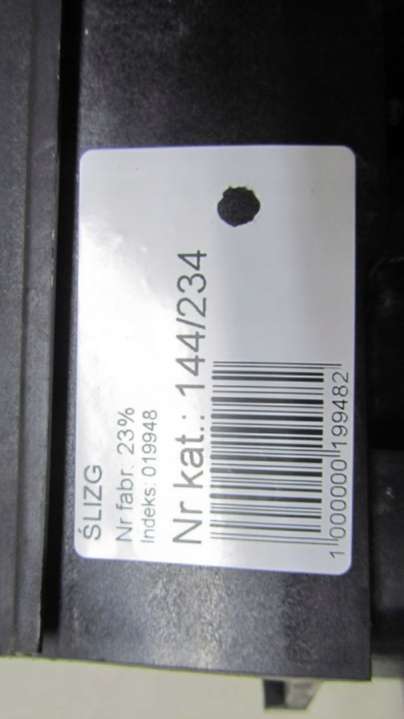 ŚLIZG
Nr fabr. 23%
Indeks: 019948
Nr kat.: 144/234
1000000199482